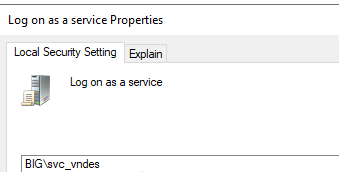 Log on as a service Properties
Local Security Setting
Explain
Log on as a service
BIG\svc_vndes